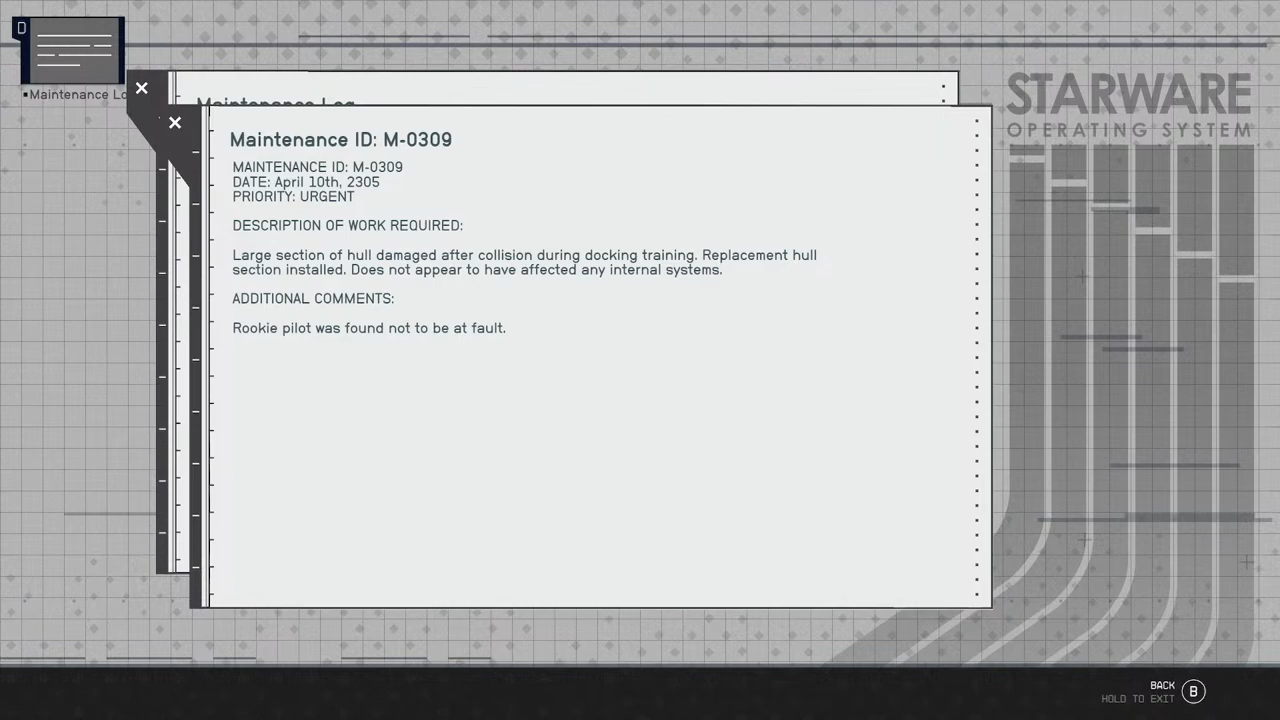 D
Maintenance Lo
Maintenance Log
STARWARE
OPERATING SYSTEM
Maintenance ID: M-0309
MAINTENANCE ID: M-0309
DATE: April 10th, 2305
PRIORITY: URGENT
DESCRIPTION OF WORK REQUIRED:
Large section of hull damaged after collision during docking training. Replacement hull
section installed. Does not appear to have affected any internal systems.
ADDITIONAL COMMENTS:
Rookie pilot was found not to be at fault.
BACK
HOLD TO EXIT
B